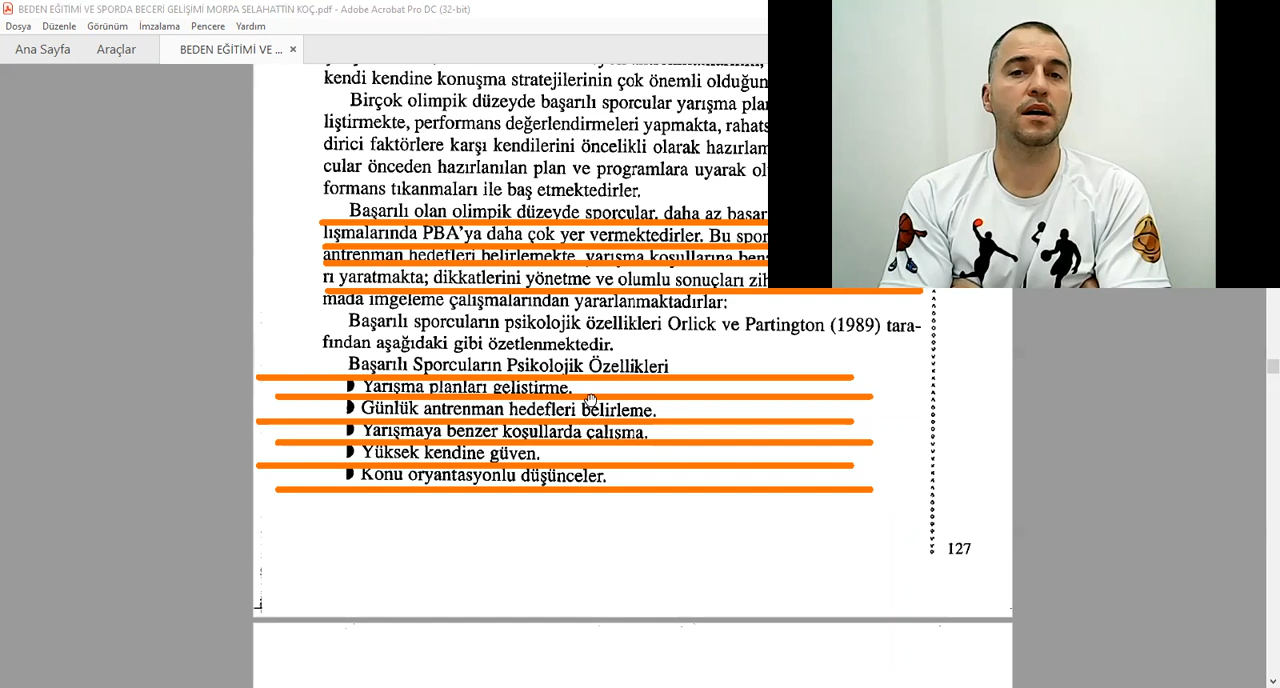 BEDEN EĞİTİMİ VE SPORDA BECERİ GELİŞİMİ MORPA SELAHATTIN KOÇ.pdf - Adobe Acrobat Pro DC (32-bit)
Dosya Düzenle Görünüm İmzalama Pencere Yardım
Ana Sayfa Araçlar BEDEN EĞİTİMİ VE ... ×
kendi kendine konuşma stratejilerinin çok önemli olduğun
Birçok olimpik düzeyde başarılı sporcular yarışma plan
liştirmekte, performans değerlendirmeleri yapmakta, rahats
dirici faktörlere karşı kendilerini öncelikli olarak hazırlam
cular önceden hazırlanılan plan ve programlara uyarak ol
formans tıkanmaları ile baş etmektedirler.
Başarılı olan olimpik düzeyde sporcular, daha az başar
lışmalarında PBA'ya daha çok yer vermektedirler. Bu spor
antrenman hedefleri belirlemekte, yarışma koşullarına benz
rı yaratmakta; dikkatlerini yönetme ve olumlu sonuçları zih
mada imgeleme çalışmalarından yararlanmaktadırlar:
Başarılı sporcuların psikolojik özellikleri Orlick ve Partington (1989) tara-
fından aşağıdaki gibi özetlenmektedir.
Başarılı Sporcuların Psikolojik Özellikleri
Yarışma planları geliştirme.
Günlük antrenman hedefleri belirleme.
Yarışmaya benzer koşullarda çalışma.
Yüksek kendine güven.
Konu oryantasyonlu düşünceler.
127